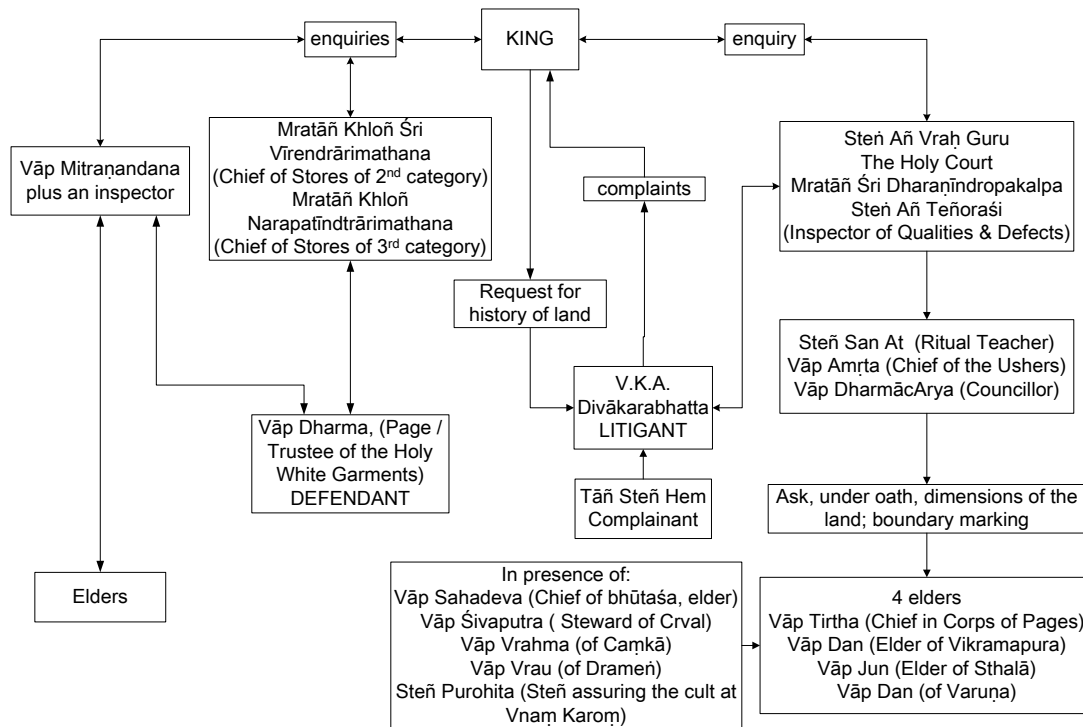 enquiries
KING
enquiry
Vāp Mitraṇandana
plus an inspector
Mratāñ Khloñ Śri
Vīrendrārimathana
(Chief of Stores of 2nd category)
Mratāñ Khloñ
Narapatīndtrārimathana
(Chief of Stores of 3rd category)
complaints
Steṅ Añ Vraḥ Guru
The Holy Court
Mratāñ Śri Dharaṇīndropakalpa
Steṅ Añ Teñoraśi
(Inspector of Qualities & Defects)
Request for
history of land
V.K.A.
Divākarabhatta
LITIGANT
Steñ San At (Ritual Teacher)
Vāp Amṛta (Chief of the Ushers)
Vāp DharmācArya (Councillor)
Vāp Dharma, (Page /
Trustee of the Holy
White Garments)
DEFENDANT
Tāñ Steñ Hem
Complainant
Ask, under oath, dimensions of the
land; boundary marking
Elders
In presence of:
Vāp Sahadeva (Chief of bhūtaśa, elder)
Vāp Śivaputra ( Steward of Crval)
Vāp Vrahma (of Caṃkā)
Vāp Vrau (of Drameṅ)
Steñ Purohita (Steñ assuring the cult at
Vnaṃ Karoṃ)
4 elders
Vāp Tirtha (Chief in Corps of Pages)
Vāp Dan (Elder of Vikramapura)
Vāp Jun (Elder of Sthalā)
Vāp Dan (of Varuṇa)